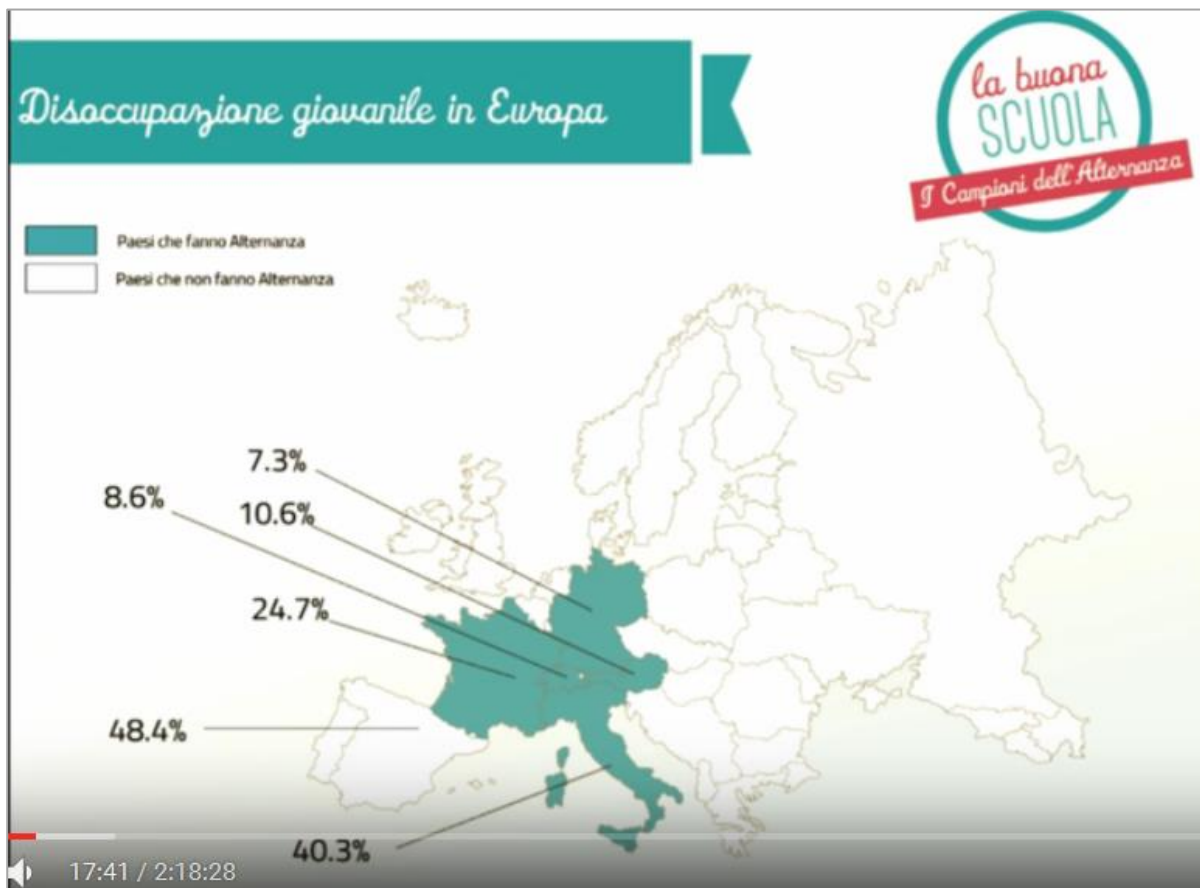 Disoccupazione giovanile in Europa
la buona
SCUOLA
I Campioni dell'Alternanza
Paesi che fanno Alternanza
Paesi che non fanno Alternanza
7.3%
8.6%
10.6%
24.7%
48.4%
40.3%
17:41 / 2:18:28